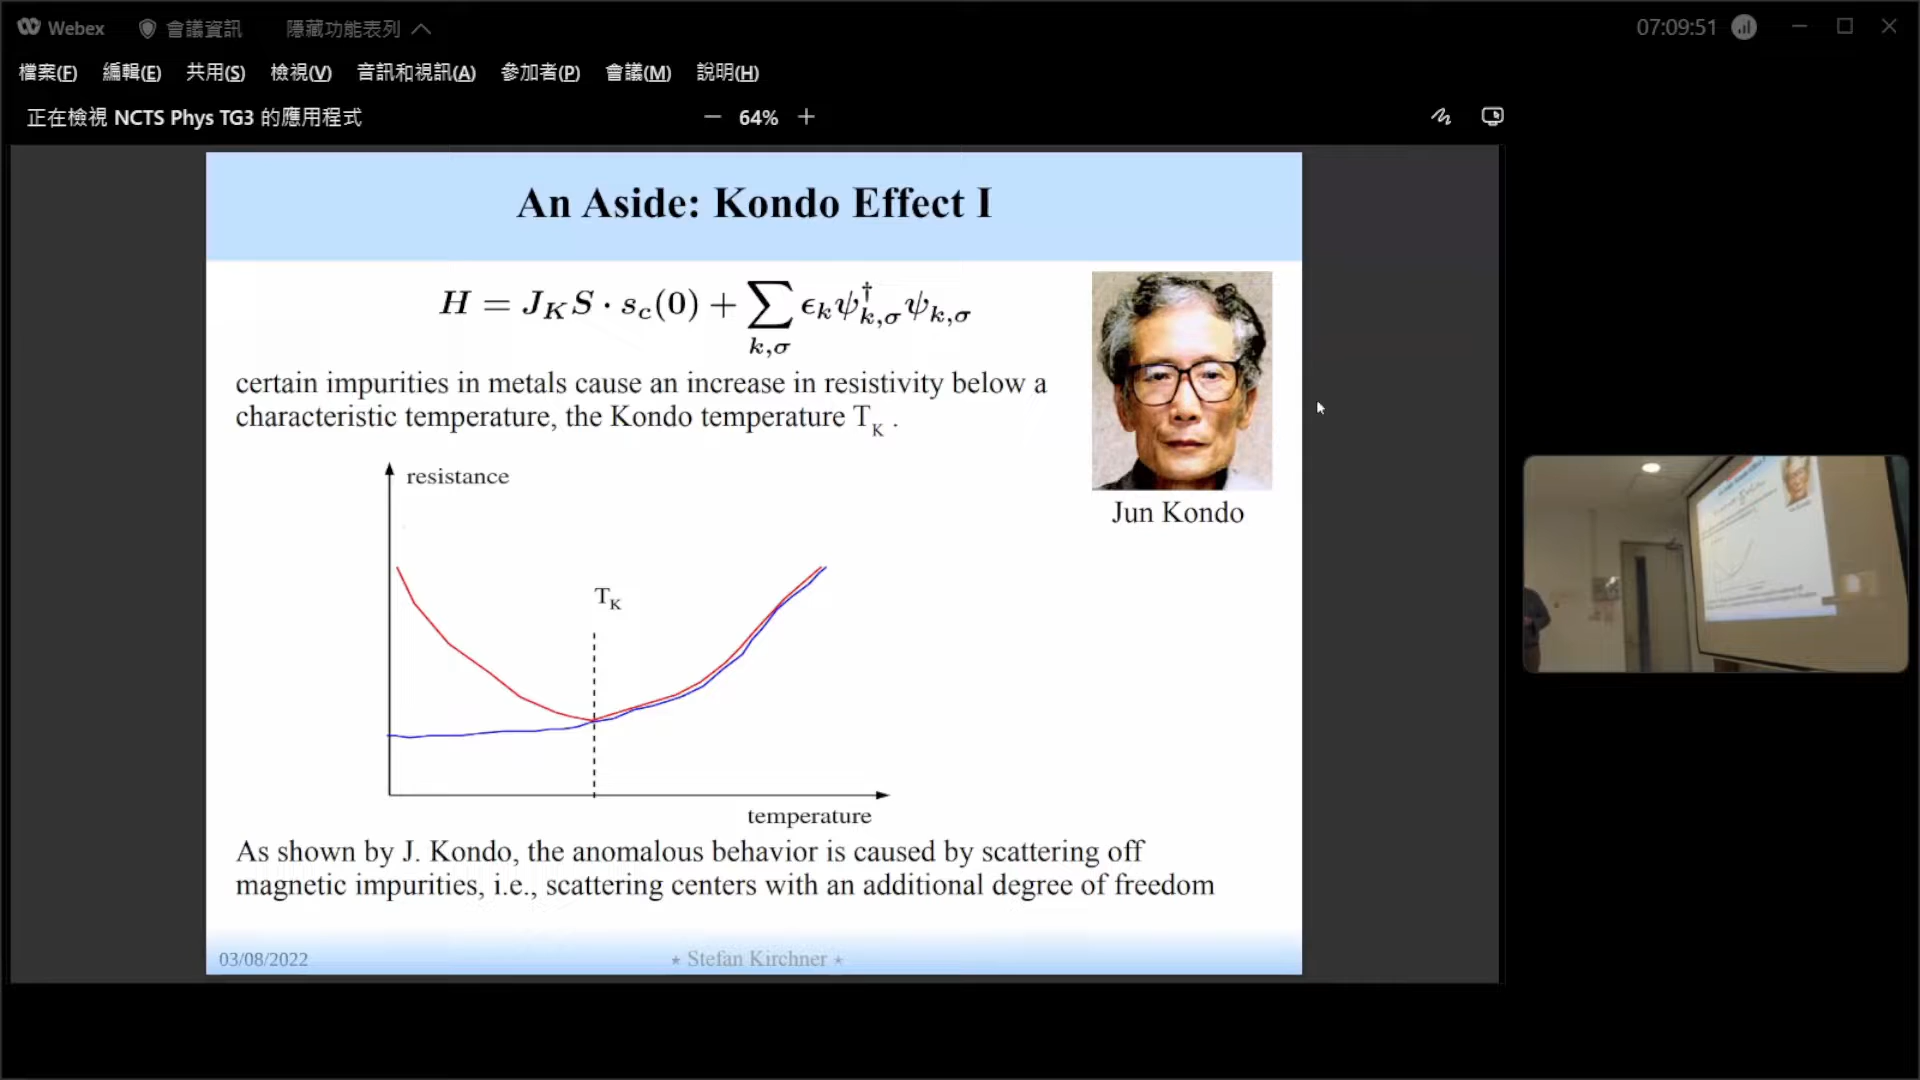 Webex 會議資訊 隱藏功能表列 07:09:51
檔案(F) 編輯(E) 共用(S) 檢視(V) 音訊和視訊(A) 參加者(P) 會議(M) 說明(H)
正在檢視 NCTS Phys TG3 的應用程式 — 64% +
An Aside: Kondo Effect I
H = J_K S · s_c(0) + ∑_{k,σ} ϵ_k ψ†_{k,σ} ψ_{k,σ}
certain impurities in metals cause an increase in resistivity below a
characteristic temperature, the Kondo temperature T_K .
Jun Kondo
resistance
T_K
temperature
As shown by J. Kondo, the anomalous behavior is caused by scattering off
magnetic impurities, i.e., scattering centers with an additional degree of freedom
03/08/2022 ⋆ Stefan Kirchner ⋆